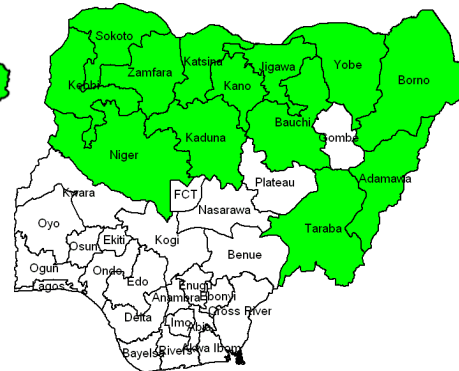 Sokoto
Katsina
Jigawa
Yobe
Borno
Kebbi
Zamfara
Kano
Bauchi
Gombe
Kaduna
Niger
Adamawa
Plateau
FCT
Nasarawa
Kwara
Taraba
Oyo
Osun
Ekiti
Kogi
Benue
Ogun
Ondo
Edo
Lagos
Enugu
Anambra
Ebonyi
Delta
Imo
Abia
Cross River
Bayelsa
Rivers
Akwa Ibom